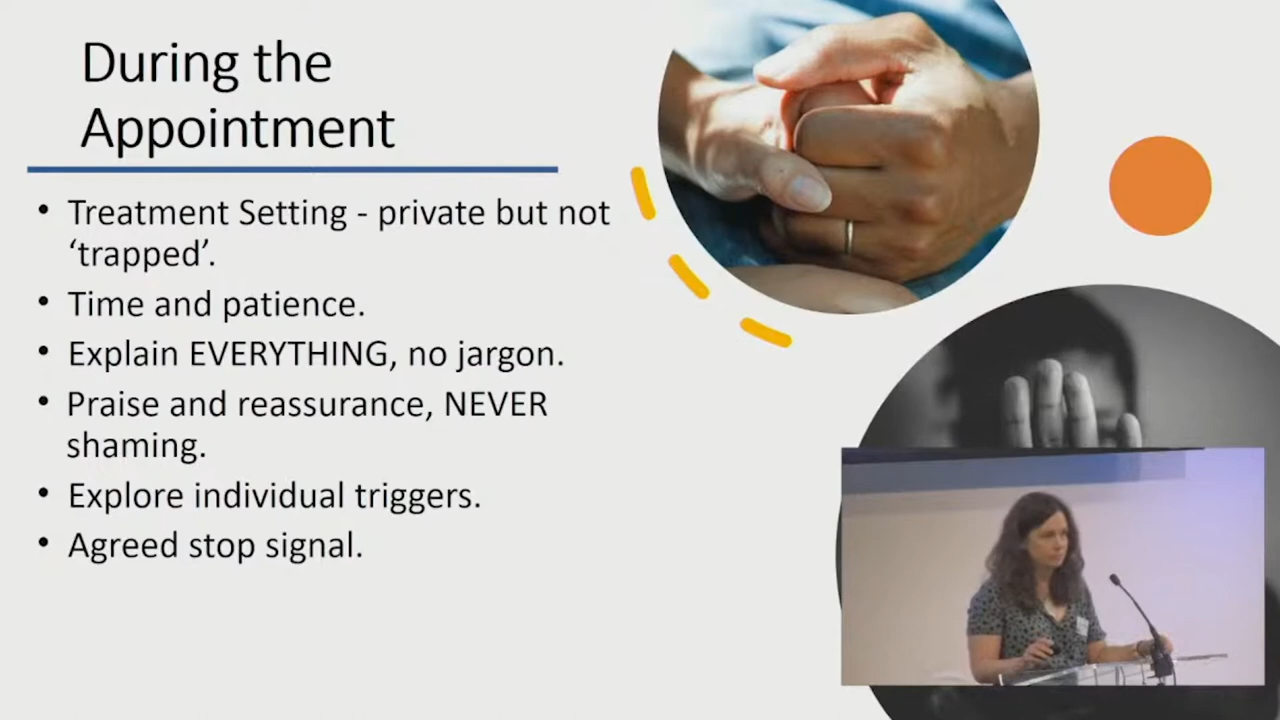 During the
Appointment
• Treatment Setting - private but not
‘trapped’.
• Time and patience.
• Explain EVERYTHING, no jargon.
• Praise and reassurance, NEVER
shaming.
• Explore individual triggers.
• Agreed stop signal.